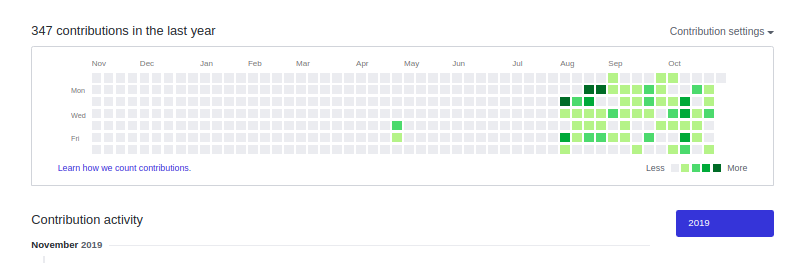 347 contributions in the last year
Contribution settings
Nov Dec Jan Feb Mar Apr May Jun Jul Aug Sep Oct
Mon
Wed
Fri
Learn how we count contributions.
Less More
Contribution activity
2019
November 2019